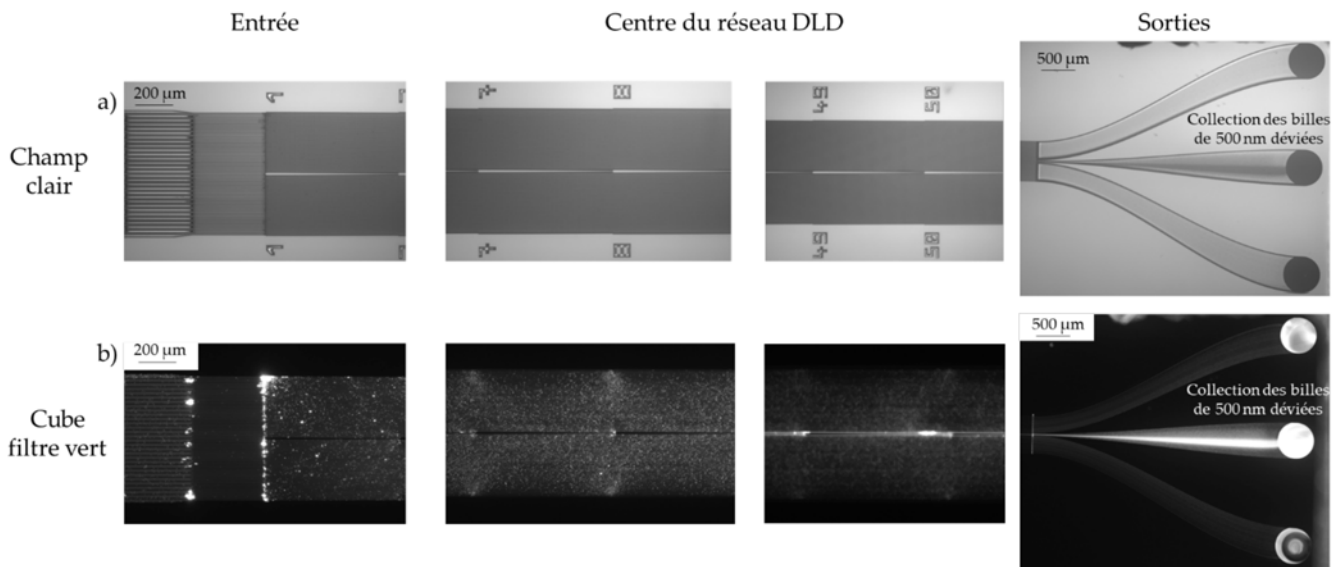 Entrée
Centre du réseau DLD
Sorties
a)
Champ
clair
200 µm
500 µm
Collection des billes
de 500 nm déviées
b)
Cube
filtre vert
200 µm
500 µm
Collection des billes
de 500 nm déviées